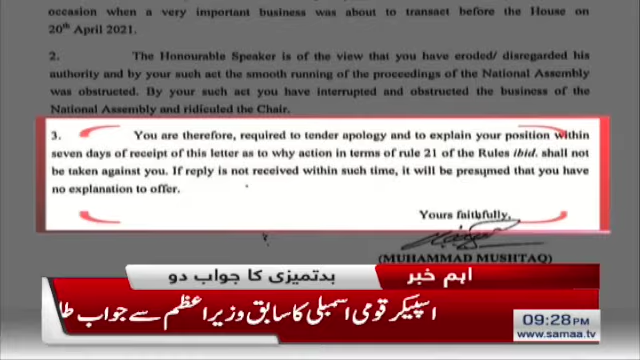 occasion when a very important business was about to transact before the House on
20th April 2021.
2. The Honourable Speaker is of the view that you have eroded/ disregarded his
authority and by your such act the smooth running of the proceedings of the National Assembly
was obstructed. By your such act you have interrupted and obstructed the business of the
National Assembly and ridiculed the Chair.
3. You are therefore, required to tender apology and to explain your position within
seven days of receipt of this letter as to why action in terms of rule 21 of the Rules ibid. shall not
be taken against you. If reply is not received within such time, it will be presumed that you have
no explanation to offer.
Yours faithfully,
(MUHAMMAD MUSHTAQ)
اہم خبر
بدتمیزی کا جواب دو
اسپیکر قومی اسمبلی کا سابق وزیراعظم سے جواب طا
09:28PM
www.samaa.tv